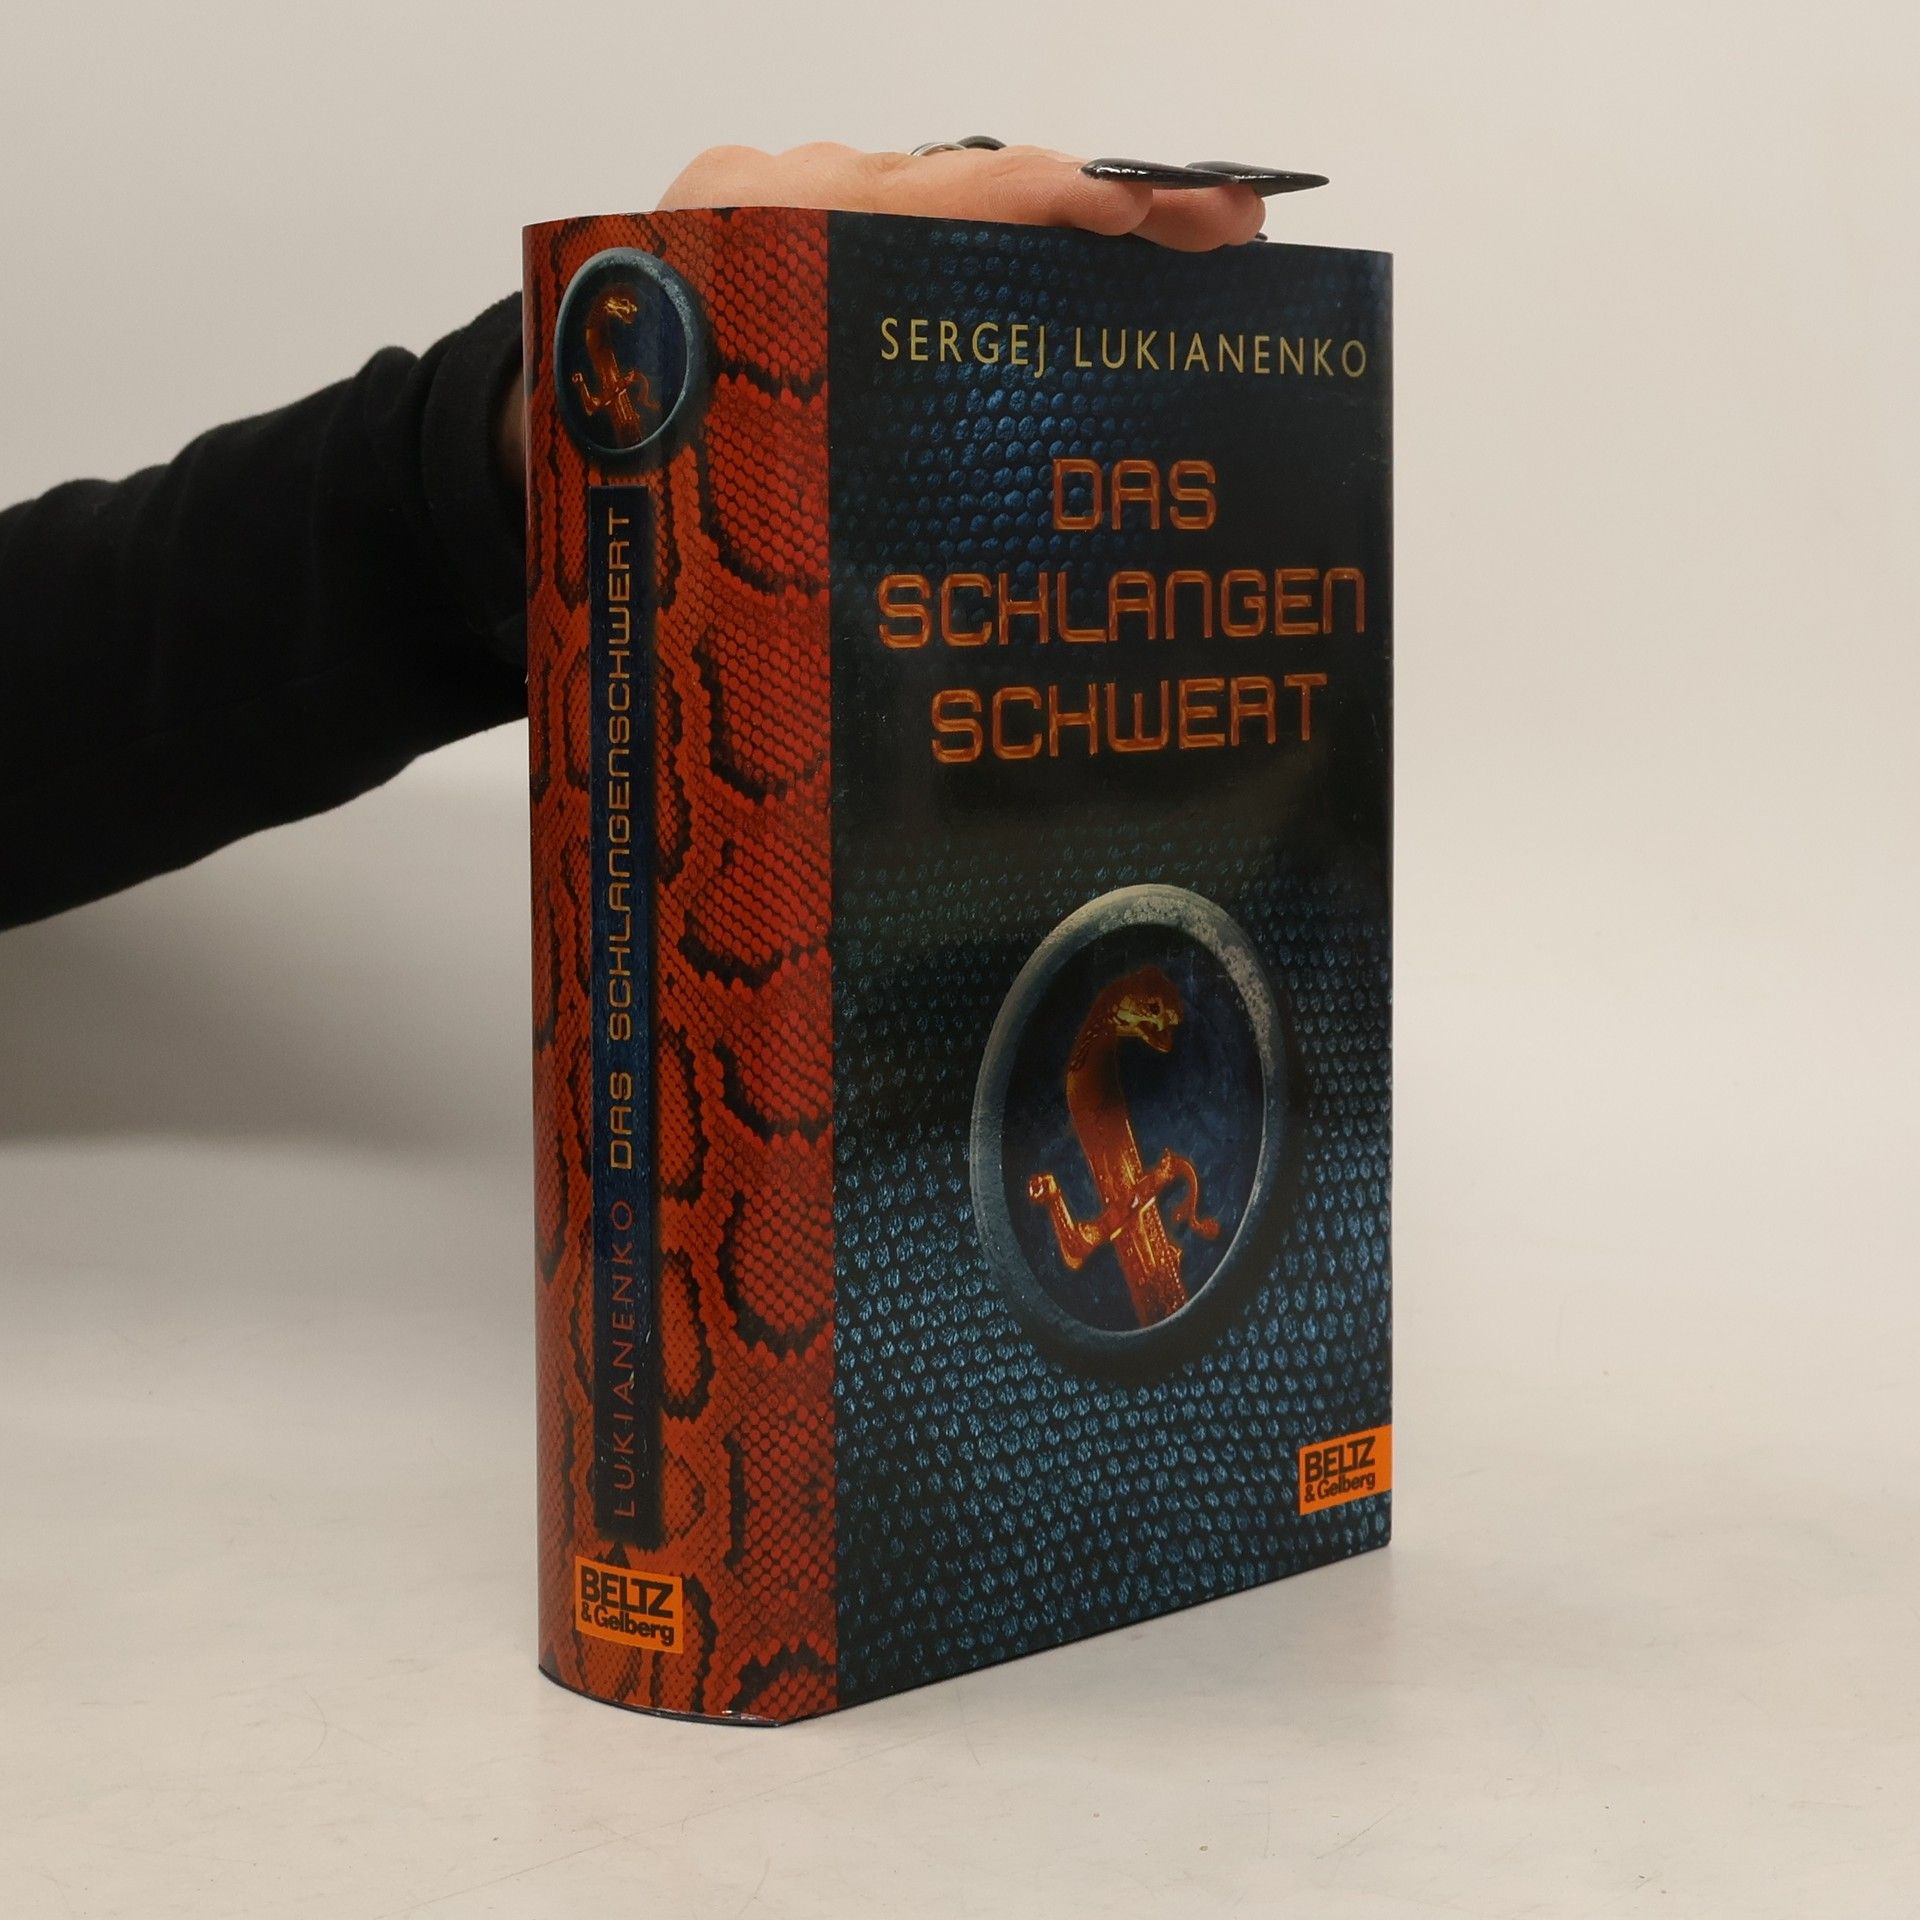 SERGEJ LUKIANENKO
DAS
SCHLANGEN
SCHWERT
BELTZ
& Gelberg
LUKIANENKO DAS SCHLANGENSCHWERT
BELTZ
& Gelberg